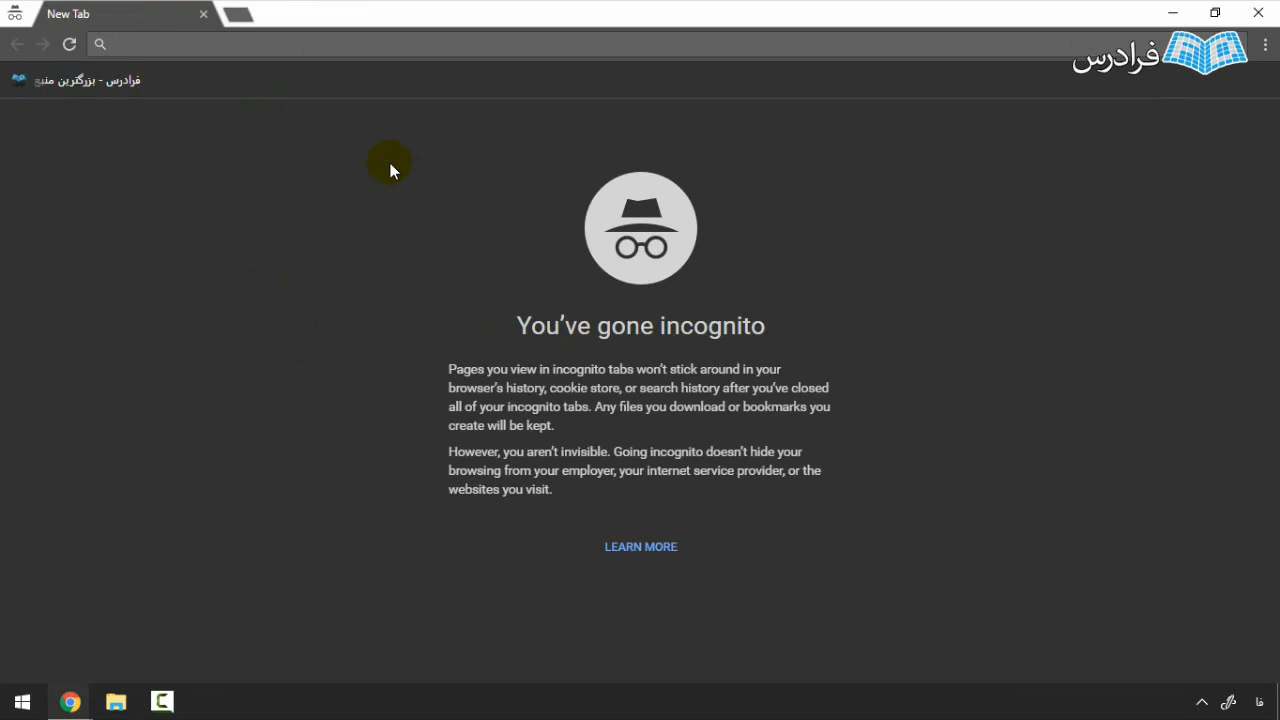 New Tab
فرادرس
فرادرس - بزرگترین منبع
You've gone incognito
Pages you view in incognito tabs won't stick around in your
browser's history, cookie store, or search history after you've closed
all of your incognito tabs. Any files you download or bookmarks you
create will be kept.
However, you aren't invisible. Going incognito doesn't hide your
browsing from your employer, your internet service provider, or the
websites you visit.
LEARN MORE
فا